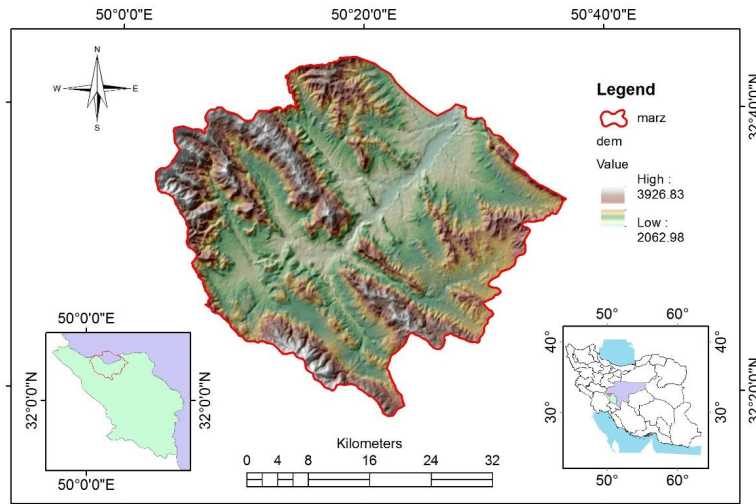 50°0'0"E 50°20'0"E 50°40'0"E
N
W E
S
Legend
marz
dem
Value
High :
3926.83
Low :
2062.98
32°40'0"N
32°20'0"N
50°0'0"E
32°0'0"N 32°0'0"N
50°0'0"E
Kilometers
0 4 8 16 24 32
50° 60°
40° 40°
30° 30°
50° 60°